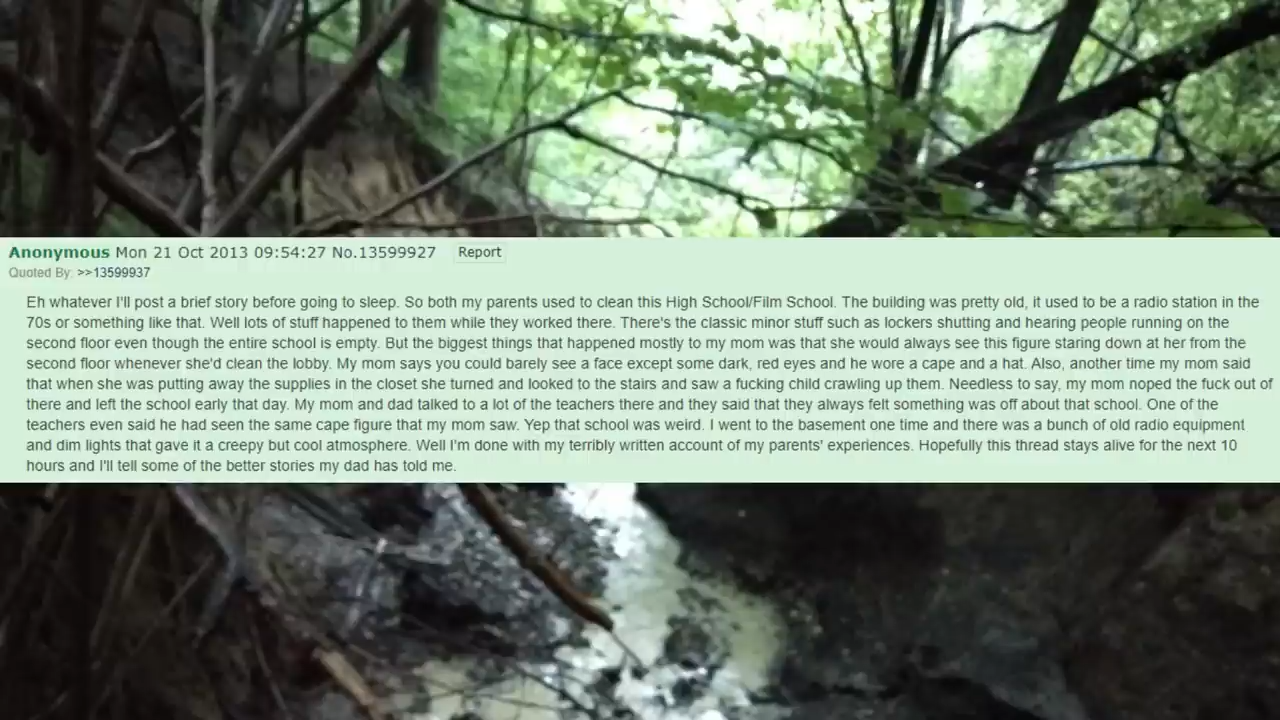 Anonymous Mon 21 Oct 2013 09:54:27 No.13599927 Report
Quoted By: >>13599937
Eh whatever I'll post a brief story before going to sleep. So both my parents used to clean this High School/Film School. The building was pretty old, it used to be a radio station in the
70s or something like that. Well lots of stuff happened to them while they worked there. There's the classic minor stuff such as lockers shutting and hearing people running on the
second floor even though the entire school is empty. But the biggest things that happened mostly to my mom was that she would always see this figure staring down at her from the
second floor whenever she'd clean the lobby. My mom says you could barely see a face except some dark, red eyes and he wore a cape and a hat. Also, another time my mom said
that when she was putting away the supplies in the closet she turned and looked to the stairs and saw a fucking child crawling up them. Needless to say, my mom noped the fuck out of
there and left the school early that day. My mom and dad talked to a lot of the teachers there and they said that they always felt something was off about that school. One of the
teachers even said he had seen the same cape figure that my mom saw. Yep that school was weird. I went to the basement one time and there was a bunch of old radio equipment
and dim lights that gave it a creepy but cool atmosphere. Well I'm done with my terribly written account of my parents' experiences. Hopefully this thread stays alive for the next 10
hours and I'll tell some of the better stories my dad has told me.